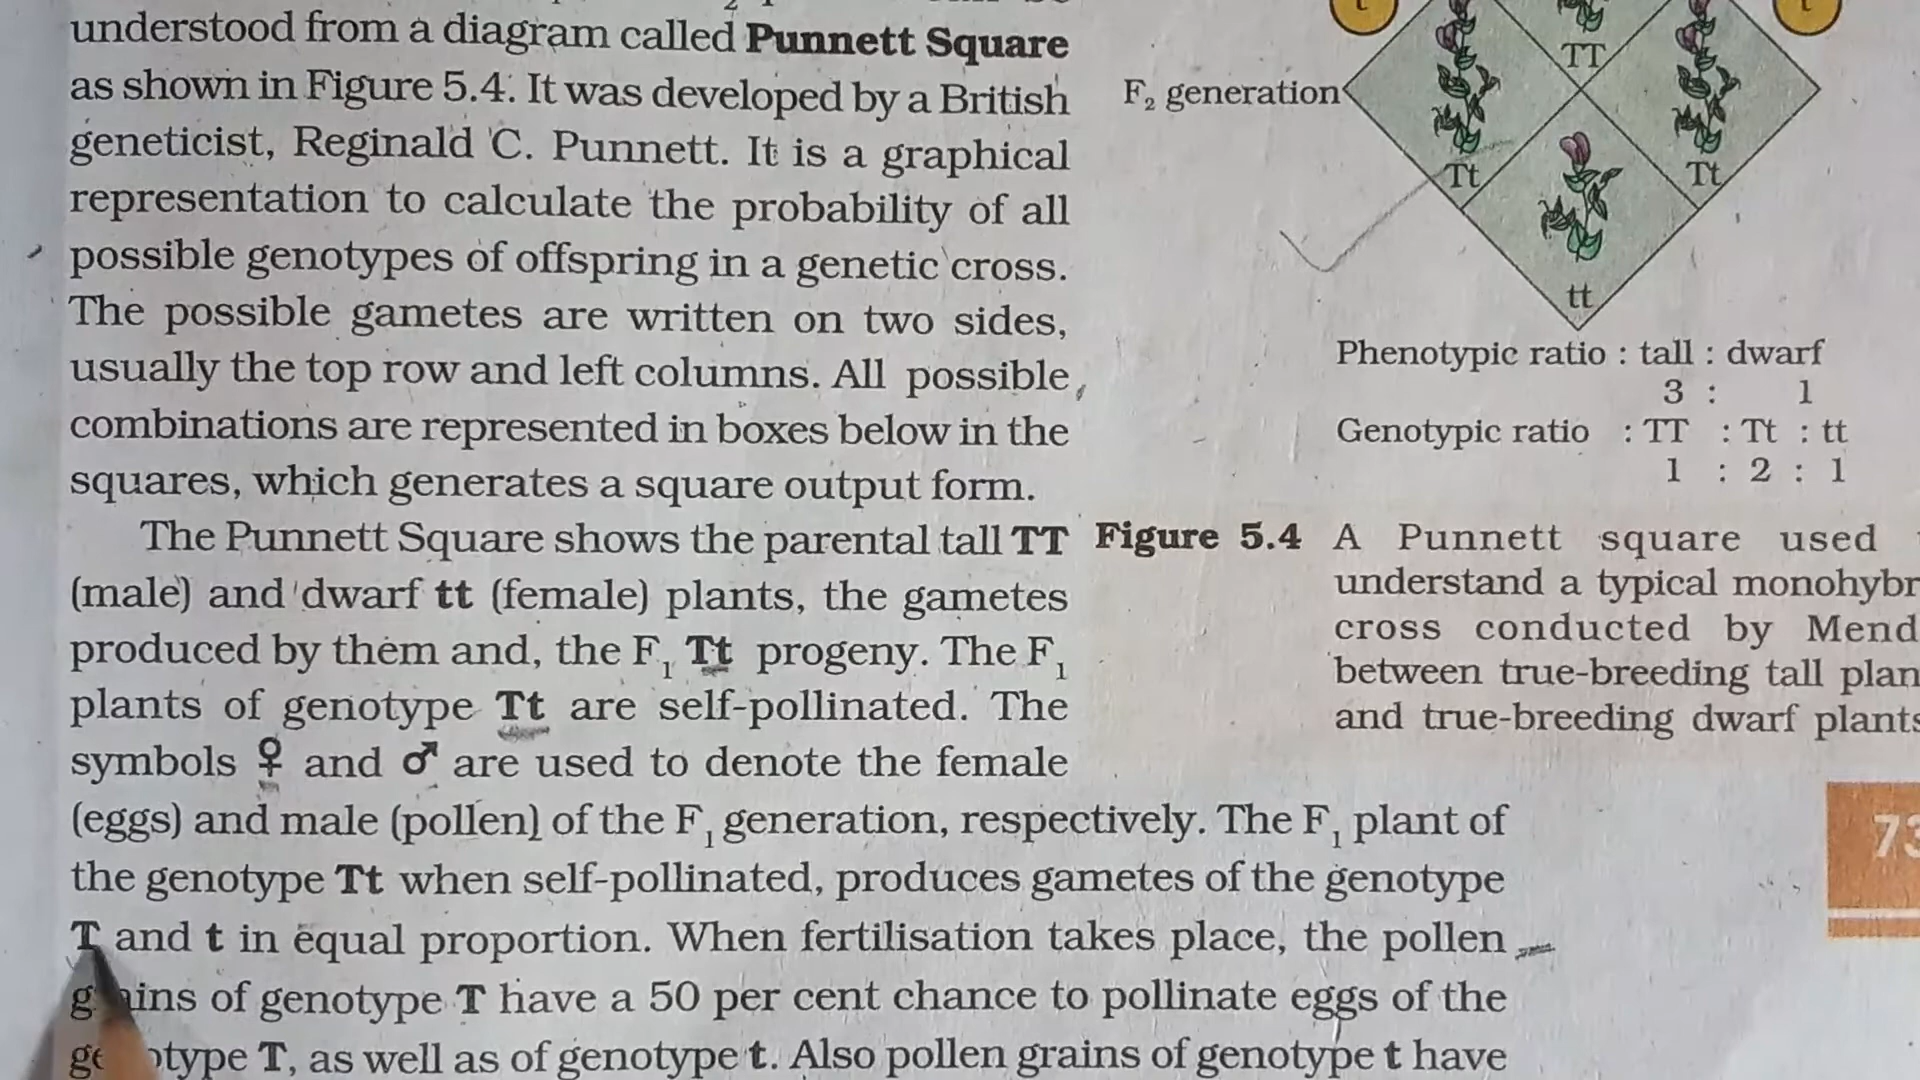 understood from a diagram called Punnett Square
as shown in Figure 5.4. It was developed by a British
geneticist, Reginald C. Punnett. It is a graphical
representation to calculate the probability of all
possible genotypes of offspring in a genetic cross.
The possible gametes are written on two sides,
usually the top row and left columns. All possible
combinations are represented in boxes below in the
squares, which generates a square output form.
The Punnett Square shows the parental tall TT
(male) and dwarf tt (female) plants, the gametes
produced by them and, the F₁ Tt progeny. The F₁
plants of genotype Tt are self-pollinated. The
symbols ♀ and ♂ are used to denote the female
(eggs) and male (pollen) of the F₁ generation, respectively. The F₁ plant of
the genotype Tt when self-pollinated, produces gametes of the genotype
T and t in equal proportion. When fertilisation takes place, the pollen
of genotype T have a 50 per cent chance to pollinate eggs of the
T, as well as of genotype t. Also pollen grains of genotype t have
t
t
TT
F₂ generation
Tt
Tt
tt
Phenotypic ratio : tall : dwarf
3 : 1
Genotypic ratio : TT : Tt : tt
1 : 2 : 1
Figure 5.4 A Punnett square used
understand a typical monohybr
cross conducted by Mend
between true-breeding tall plan
and true-breeding dwarf plants
73